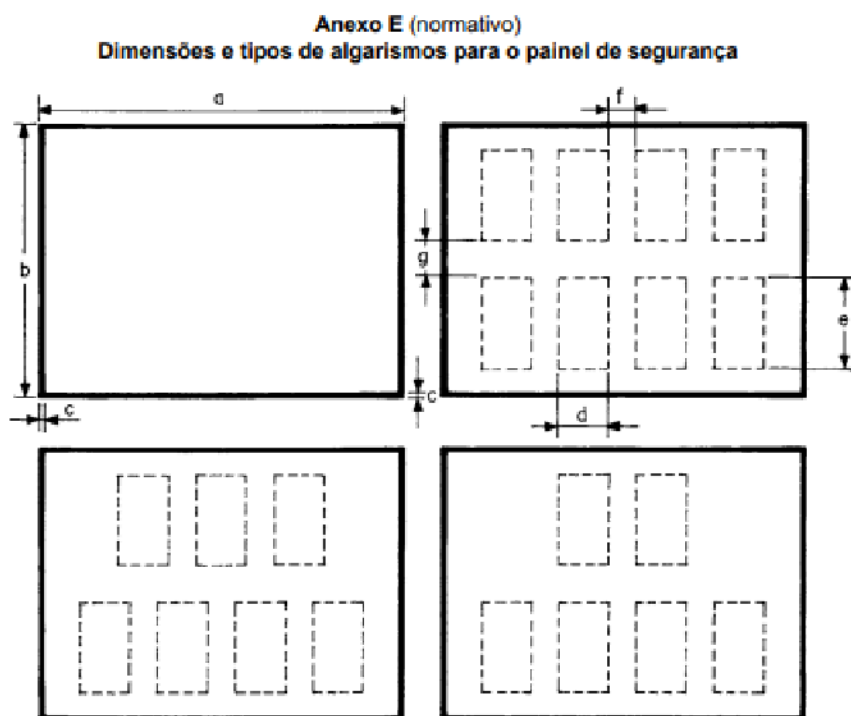 Anexo E (normativo)
Dimensões e tipos de algarismos para o painel de segurança
a
f
b
g
e
c
c
d